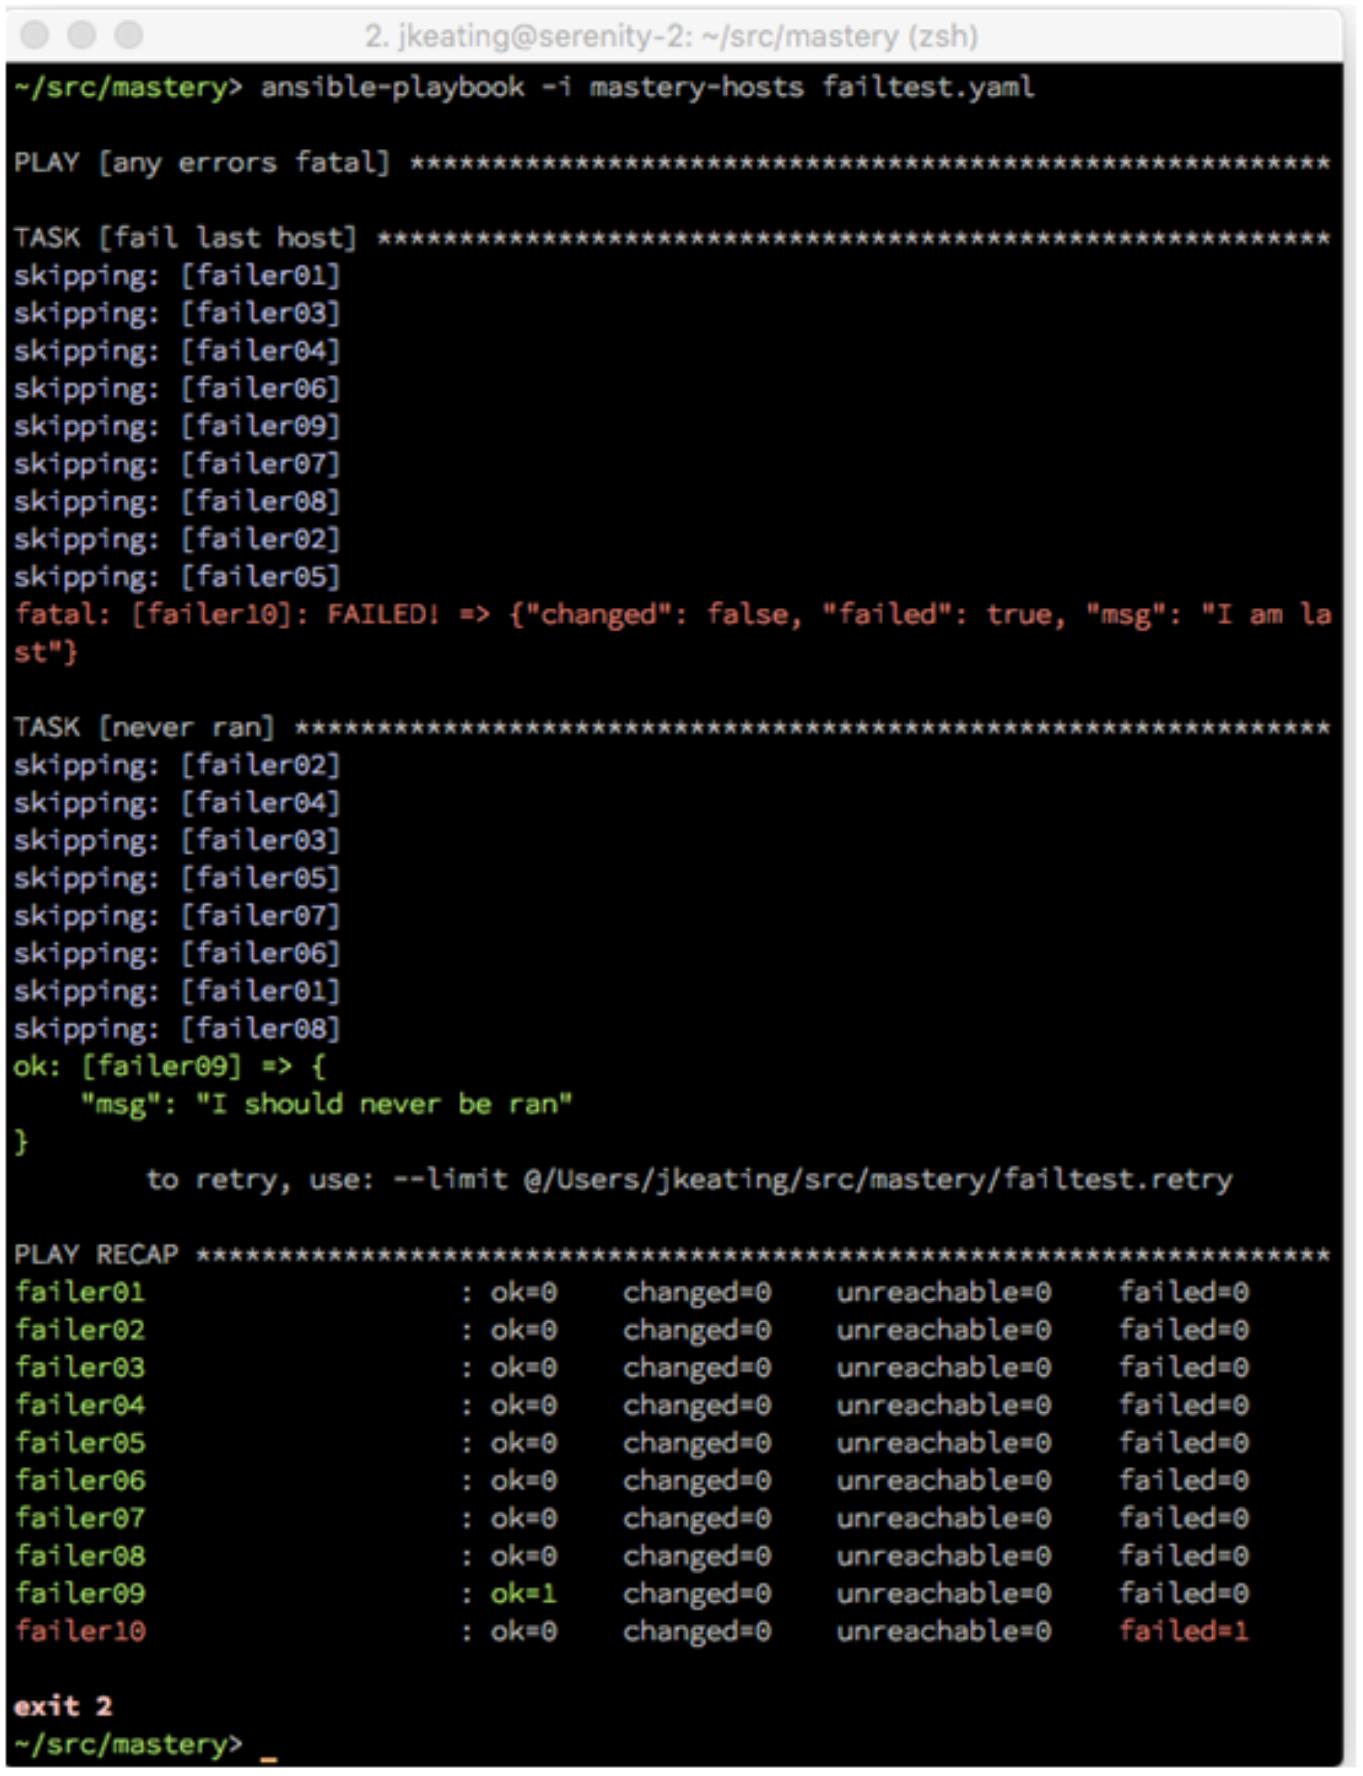 2. jkeating@serenity-2: ~/src/mastery (zsh)
~/src/mastery> ansible-playbook -i mastery-hosts failtest.yaml
PLAY [any errors fatal] ********************************************************
TASK [fail last host] **********************************************************
skipping: [failer01]
skipping: [failer03]
skipping: [failer04]
skipping: [failer06]
skipping: [failer09]
skipping: [failer07]
skipping: [failer08]
skipping: [failer02]
skipping: [failer05]
fatal: [failer10]: FAILED! => {"changed": false, "failed": true, "msg": "I am la
st"}
TASK [never ran] ***************************************************************
skipping: [failer02]
skipping: [failer04]
skipping: [failer03]
skipping: [failer05]
skipping: [failer07]
skipping: [failer06]
skipping: [failer01]
skipping: [failer08]
ok: [failer09] => {
    "msg": "I should never be ran"
}
        to retry, use: --limit @/Users/jkeating/src/mastery/failtest.retry
PLAY RECAP *********************************************************************
failer01                   : ok=0    changed=0    unreachable=0    failed=0
failer02                   : ok=0    changed=0    unreachable=0    failed=0
failer03                   : ok=0    changed=0    unreachable=0    failed=0
failer04                   : ok=0    changed=0    unreachable=0    failed=0
failer05                   : ok=0    changed=0    unreachable=0    failed=0
failer06                   : ok=0    changed=0    unreachable=0    failed=0
failer07                   : ok=0    changed=0    unreachable=0    failed=0
failer08                   : ok=0    changed=0    unreachable=0    failed=0
failer09                   : ok=1    changed=0    unreachable=0    failed=0
failer10                   : ok=0    changed=0    unreachable=0    failed=1
exit 2
~/src/mastery> _